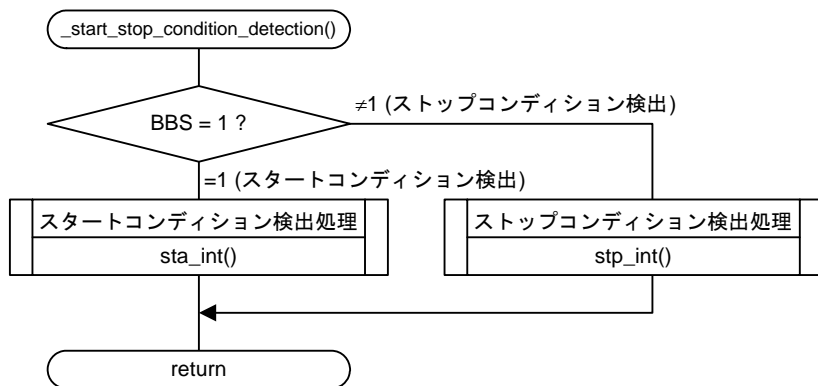 _start_stop_condition_detection()
BBS = 1 ?
≠1 (ストップコンディション検出)
=1 (スタートコンディション検出)
スタートコンディション検出処理
sta_int()
ストップコンディション検出処理
stp_int()
return